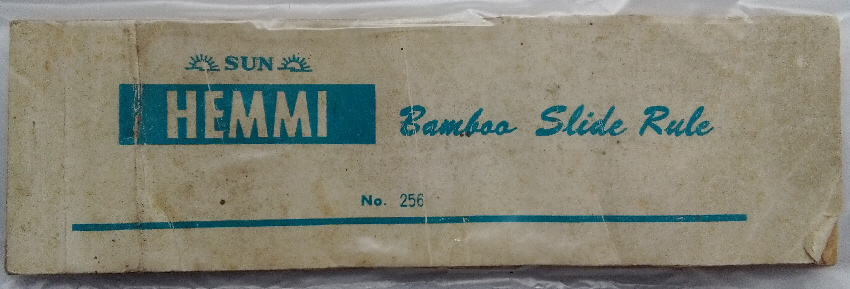 SUN
HEMMI Bamboo Slide Rule
No. 256